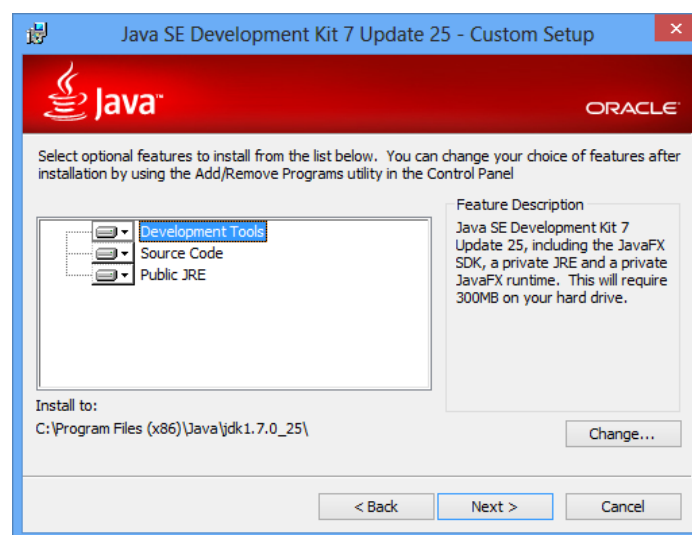 Java SE Development Kit 7 Update 25 - Custom Setup
Java™
ORACLE®
Select optional features to install from the list below. You can change your choice of features after
installation by using the Add/Remove Programs utility in the Control Panel
Development Tools
Source Code
Public JRE
Feature Description
Java SE Development Kit 7
Update 25, including the JavaFX
SDK, a private JRE and a private
JavaFX runtime. This will require
300MB on your hard drive.
Install to:
C:\Program Files (x86)\Java\jdk1.7.0_25\
Change...
< Back
Next >
Cancel